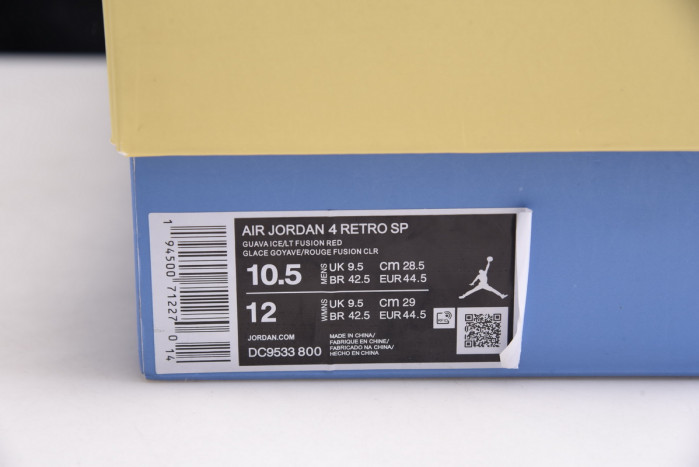 AIR JORDAN 4 RETRO SP
GUAVA ICE/LT FUSION RED
GLACE GOYAVE/ROUGE FUSION CLR
10.5 MENS UK 9.5 cm 28.5
BR 42.5 EUR 44.5
12 WMNS UK 9.5 cm 29
BR 42.5 EUR 44.5
JORDAN.COM
DC9533 800
MADE IN CHINA/
FABRIQUE EN CHINE/
FABRICADO NA CHINA/
HECHO EN CHINA
1 94500 71227 0 14